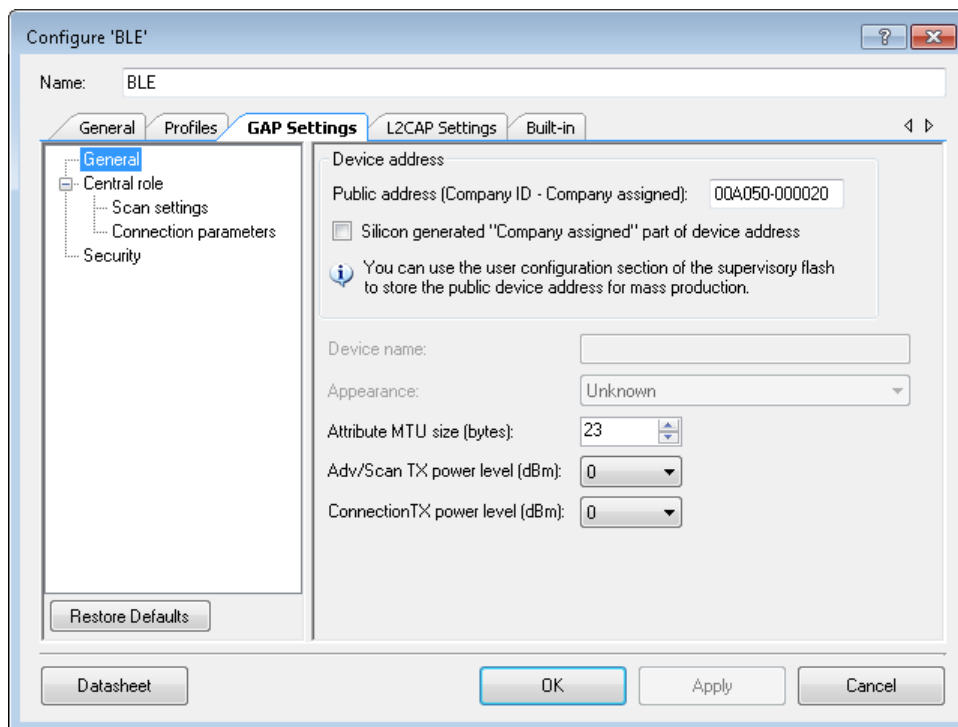 Configure 'BLE'
Name: BLE
General Profiles GAP Settings L2CAP Settings Built-in
General
Central role
Scan settings
Connection parameters
Security
Restore Defaults
Device address
Public address (Company ID - Company assigned): 00A050-000020
Silicon generated "Company assigned" part of device address
You can use the user configuration section of the supervisory flash
to store the public device address for mass production.
Device name:
Appearance: Unknown
Attribute MTU size (bytes): 23
Adv/Scan TX power level (dBm): 0
ConnectionTX power level (dBm): 0
Datasheet OK Apply Cancel